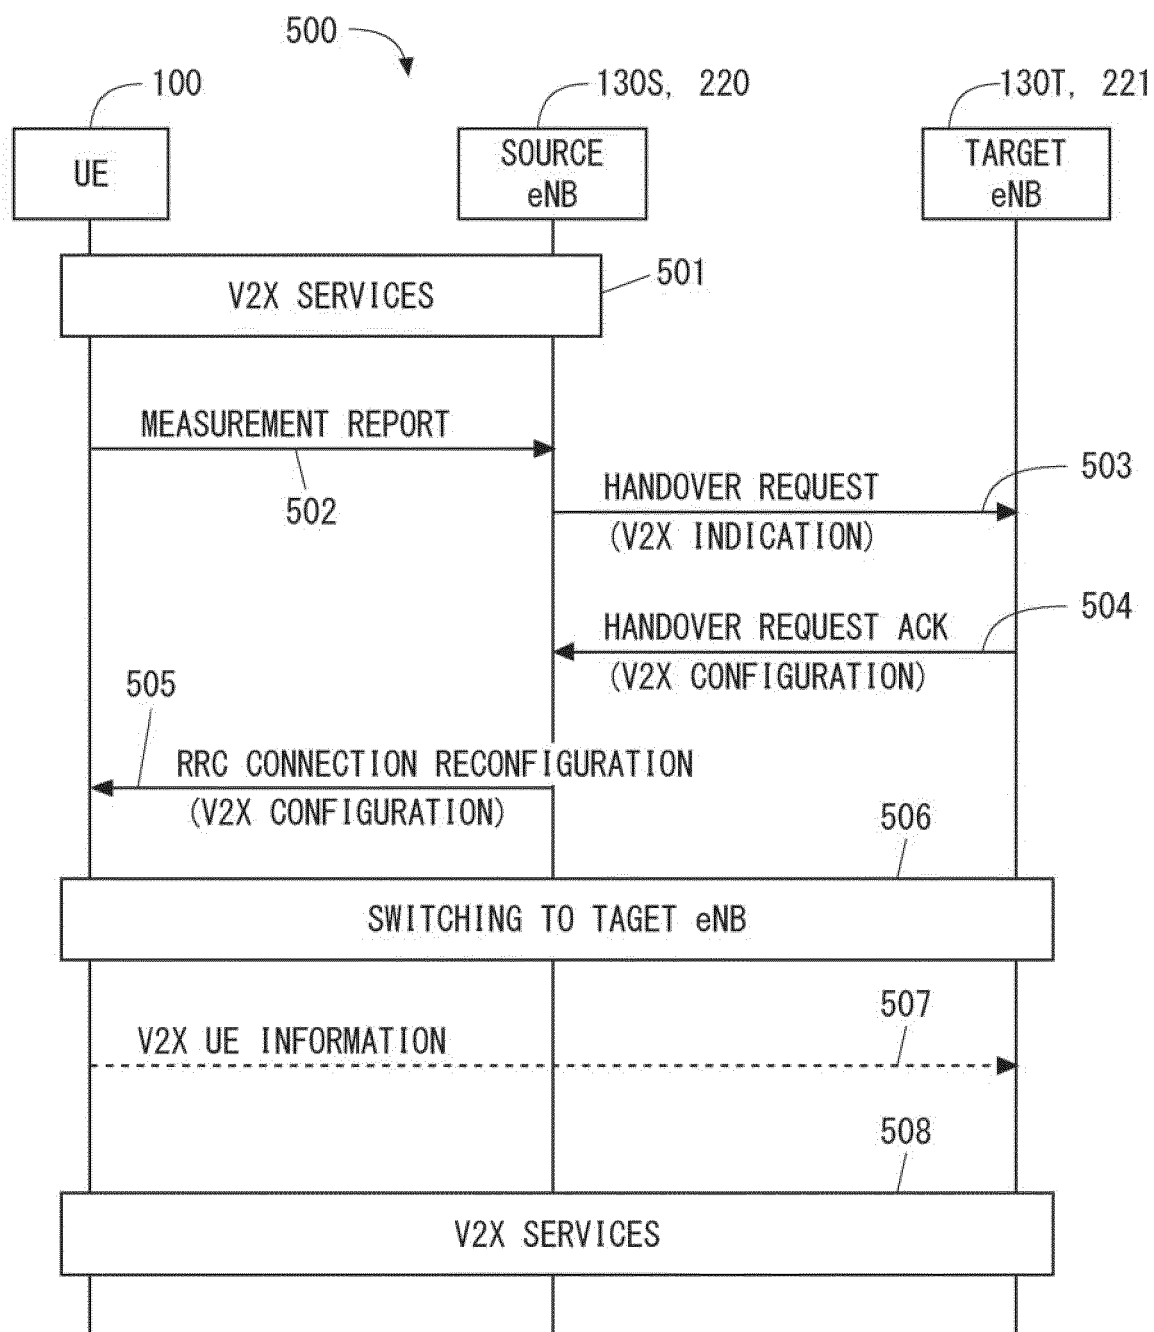 500
100
130S, 220
130T, 221
UE
SOURCE
eNB
TARGET
eNB
501
V2X SERVICES
MEASUREMENT REPORT
502
503
HANDOVER REQUEST
(V2X INDICATION)
504
HANDOVER REQUEST ACK
(V2X CONFIGURATION)
505
RRC CONNECTION RECONFIGURATION
(V2X CONFIGURATION)
506
SWITCHING TO TAGET eNB
507
V2X UE INFORMATION
508
V2X SERVICES